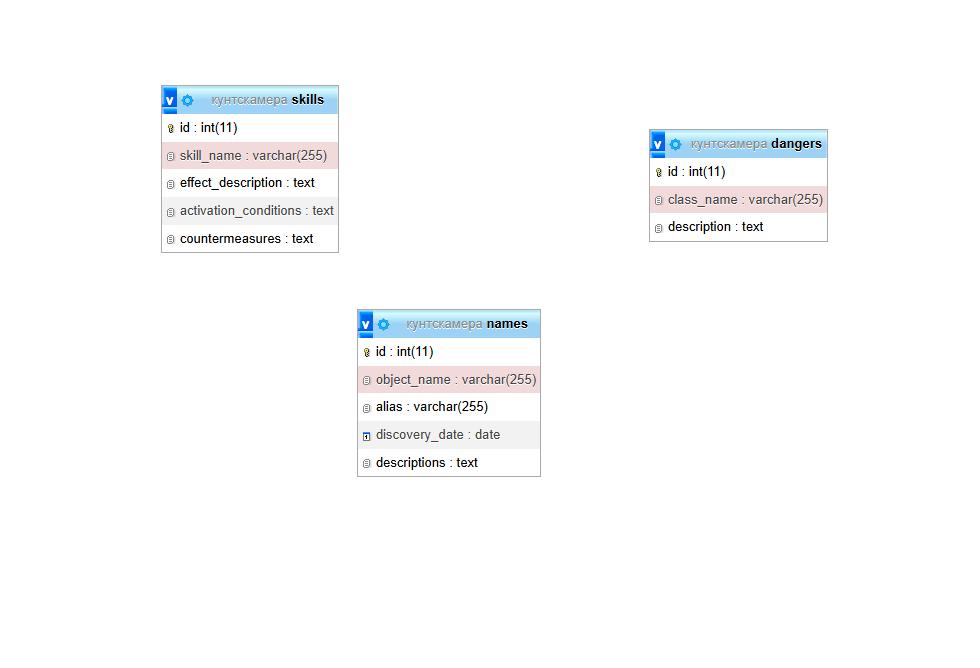 v кунтскамера skills
id : int(11)
skill_name : varchar(255)
effect_description : text
activation_conditions : text
countermeasures : text
v кунтскамера dangers
id : int(11)
class_name : varchar(255)
description : text
v кунтскамера names
id : int(11)
object_name : varchar(255)
alias : varchar(255)
discovery_date : date
descriptions : text